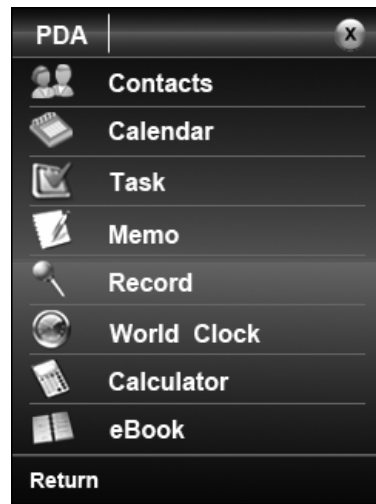 PDA
X
Contacts
Calendar
Task
Memo
Record
World Clock
Calculator
eBook
Return